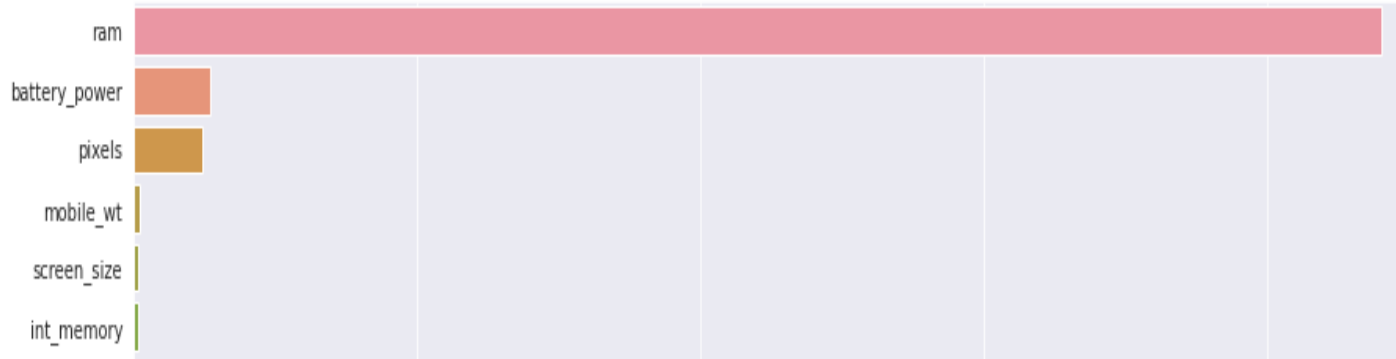 ram
battery_power
pixels
mobile_wt
screen_size
int_memory